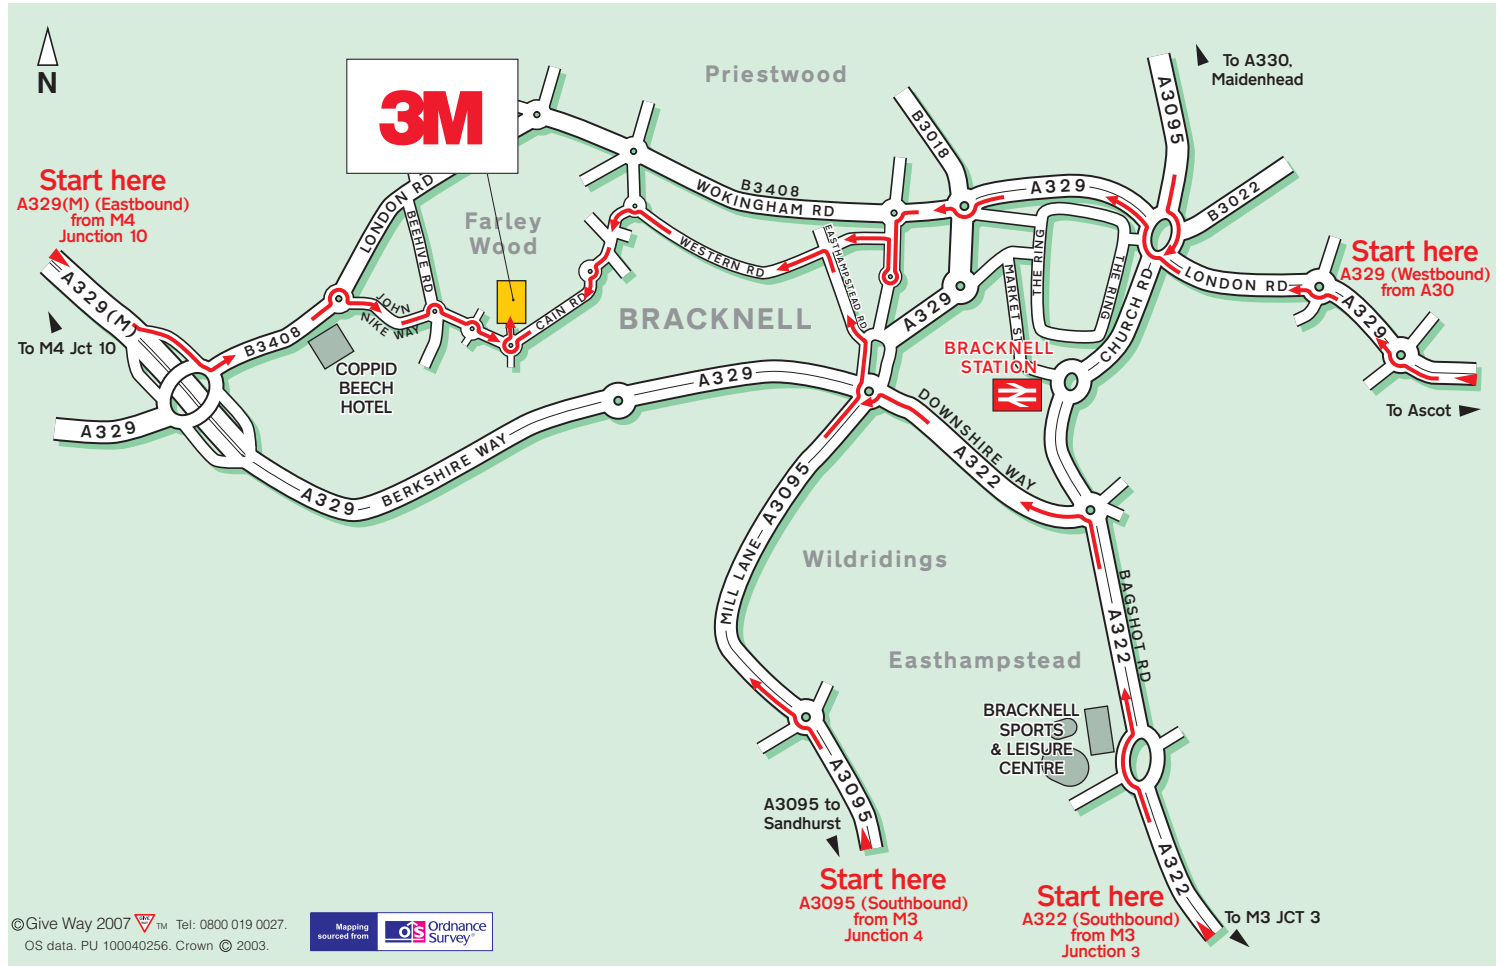 N
3M
Priestwood
To A330,
Maidenhead
A3095
B3018
B3022
Start here
A329(M) (Eastbound)
from M4
Junction 10
LONDON RD
BEEHIVE RD
Farley
Wood
B3408
WOKINGHAM RD
A329
Start here
A329 (Westbound)
from A30
A329(M)
To M4 Jct 10
B3408
JOHN
NIKE WAY
CAIN RD
WESTERN RD
EASTHAMPSTEAD RD
BRACKNELL
A329
THE RING
THE RING
MARKET ST
CHURCH RD
LONDON RD
A329
To Ascot
COPPID
BEECH
HOTEL
BRACKNELL
STATION
A329
A329
A329
BERKSHIRE WAY
DOWNSHIRE WAY
A322
MILL LANE
A3095
Wildridings
BAGSHOT RD
A322
Easthampstead
BRACKNELL
SPORTS
& LEISURE
CENTRE
A3095
A3095 to
Sandhurst
Start here
A3095 (Southbound)
from M3
Junction 4
A322
Start here
A322 (Southbound)
from M3
Junction 3
To M3 JCT 3
©Give Way 2007 GIVE WAY TM Tel: 0800 019 0027.
OS data. PU 100040256. Crown © 2003.
Mapping
sourced from
OS Ordnance
Survey®